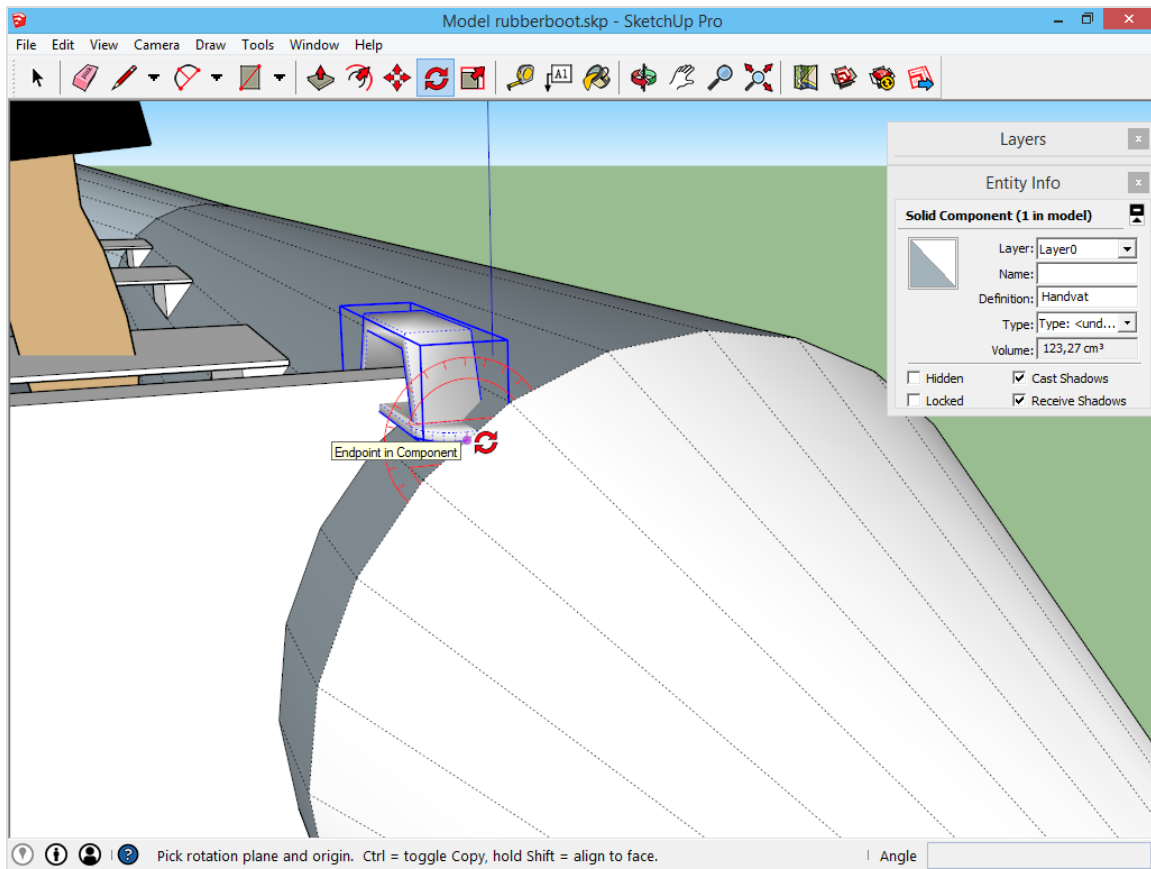 Model rubberboot.skp - SketchUp Pro
File Edit View Camera Draw Tools Window Help
A1
Layers
Entity Info
Solid Component (1 in model)
Layer: Layer0
Name:
Definition: Handvat
Type: Type: <und...
Volume: 123,27 cm³
Hidden Cast Shadows
Locked Receive Shadows
Endpoint in Component
Pick rotation plane and origin. Ctrl = toggle Copy, hold Shift = align to face. Angle